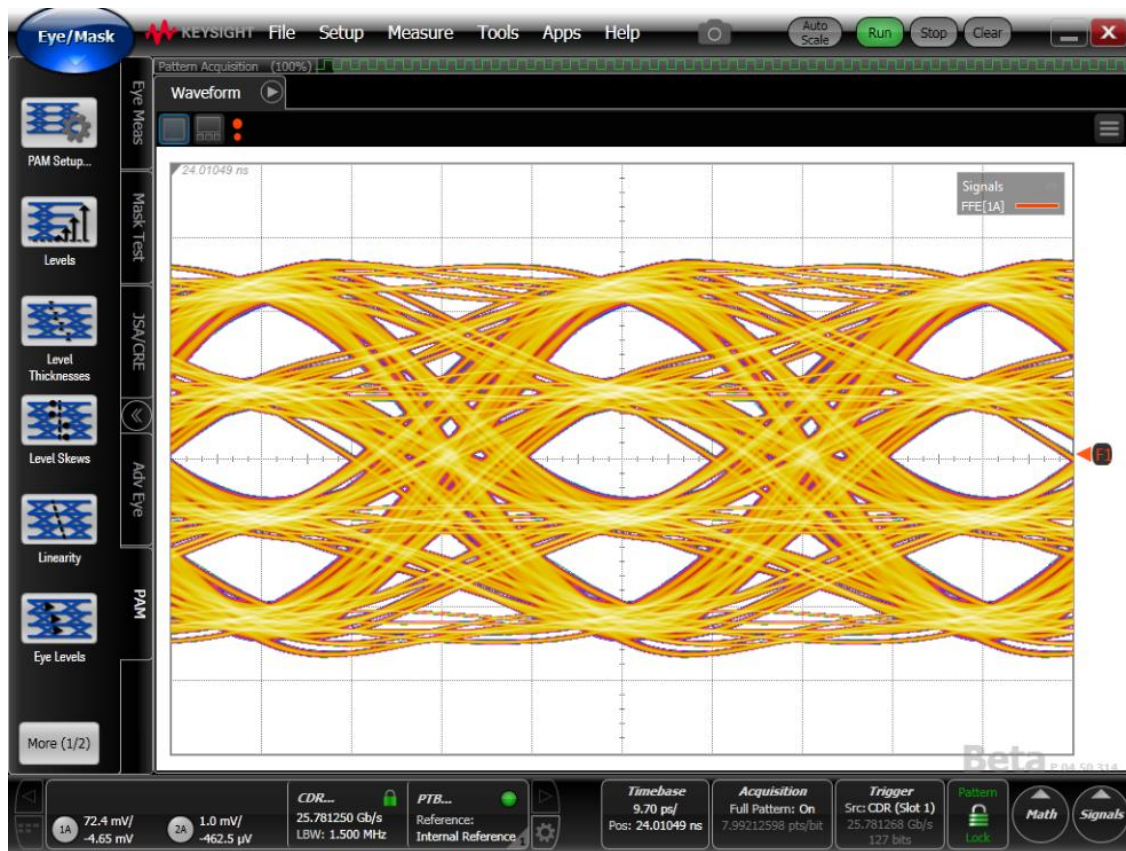 Eye/Mask
KEYSIGHT File Setup Measure Tools Apps Help
Auto Scale
Run
Stop
Clear
X
Pattern Acquisition (100%)
Waveform
Eye Meas
Mask Test
JSA/CRE
Adv Eye
PAM
PAM Setup...
Levels
Level
Thicknesses
Level Skews
Linearity
Eye Levels
More (1/2)
24.01049 ns
Signals
FFE[1A]
F1
Beta P.04.50.314
1A 72.4 mV/
-4.65 mV
2A 1.0 mV/
-462.5 µV
CDR...
25.781250 Gb/s
LBW: 1.500 MHz
PTB...
Reference:
Internal Reference
1
Timebase
9.70 ps/
Pos: 24.01049 ns
Acquisition
Full Pattern: On
7.99212598 pts/bit
Trigger
Src: CDR (Slot 1)
25.781268 Gb/s
127 bits
Pattern
Lock
Math
Signals